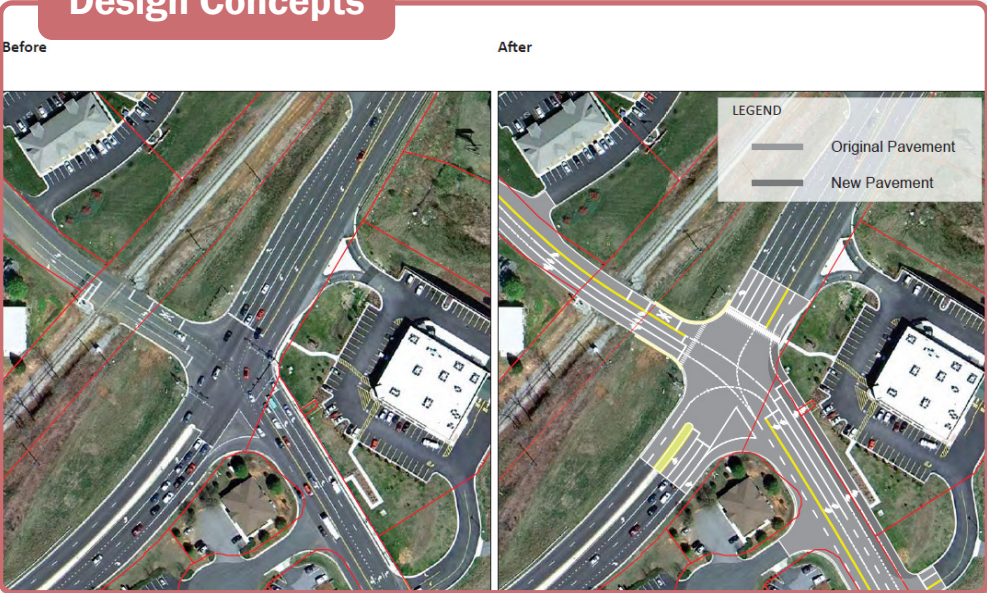 Design Concepts
Before
After
LEGEND
Original Pavement
New Pavement